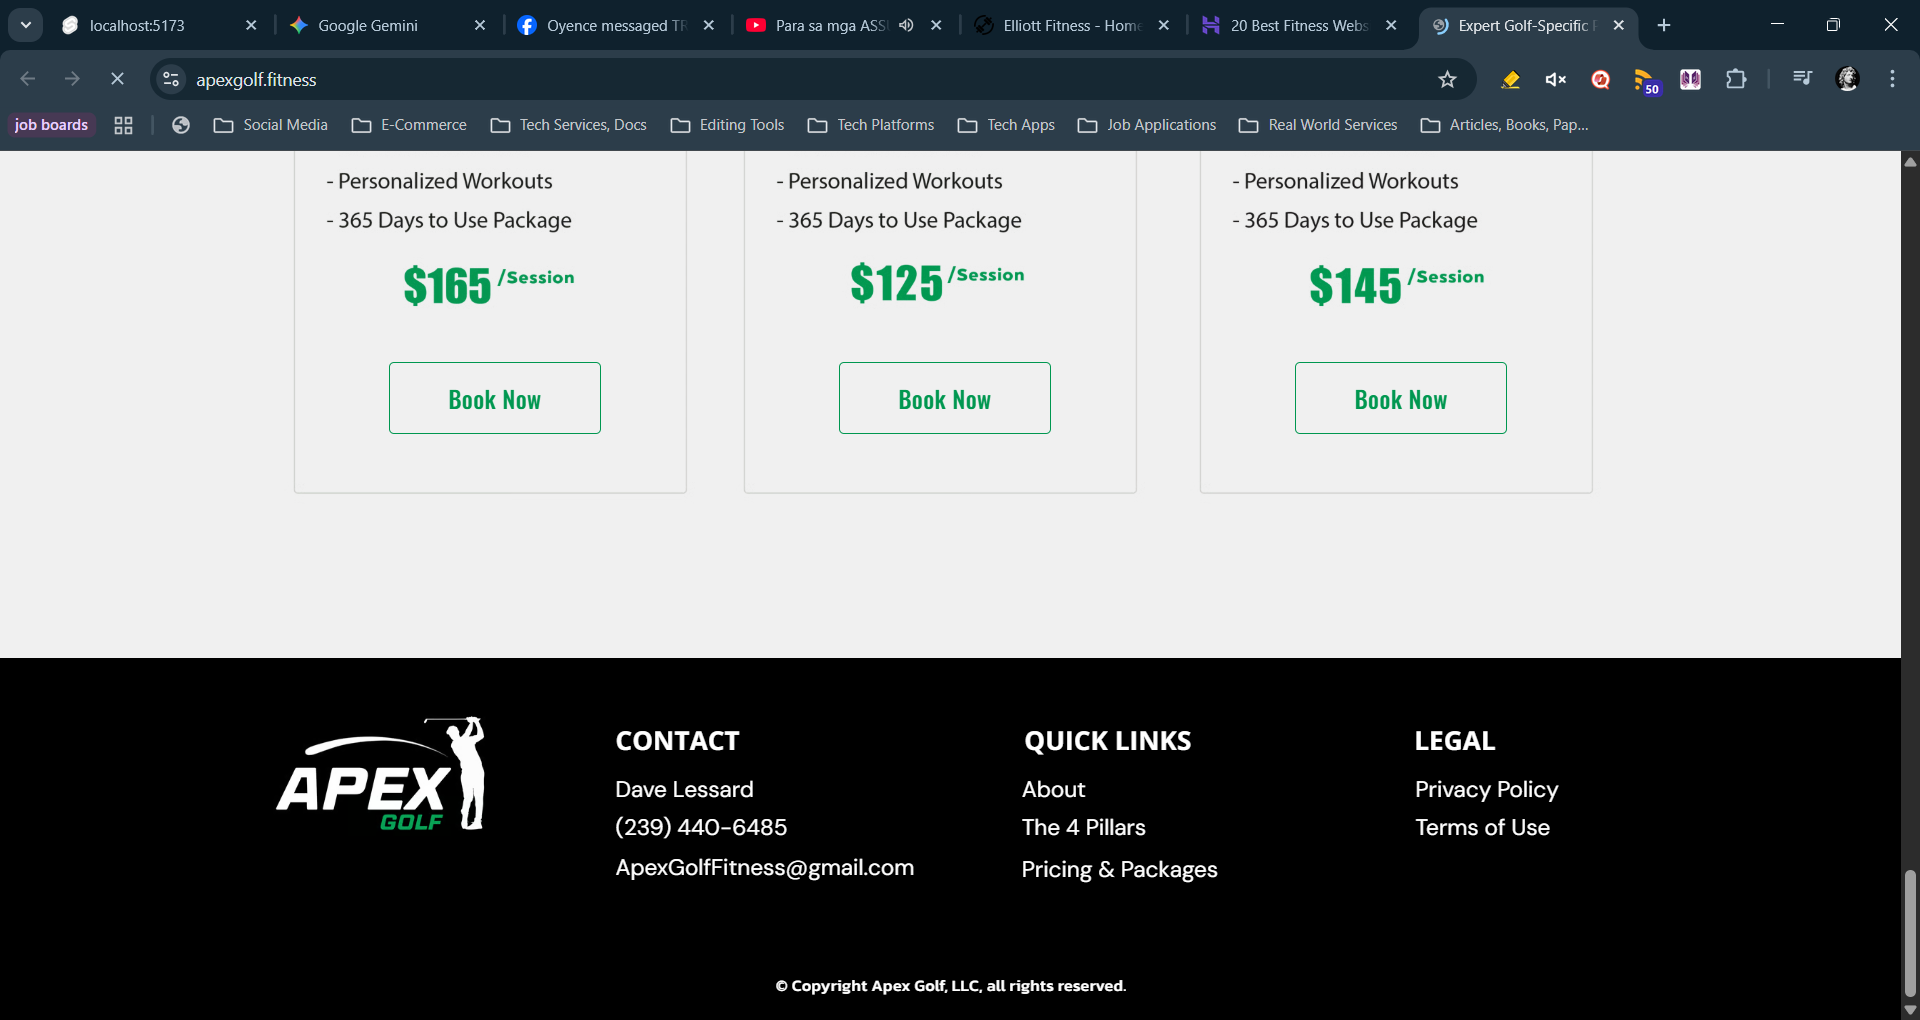 localhost:5173
Google Gemini
Oyence messaged TR
Para sa mga ASS
Elliott Fitness - Home
20 Best Fitness Webs
Expert Golf-Specific
apexgolf.fitness
50
job boards
Social Media
E-Commerce
Tech Services, Docs
Editing Tools
Tech Platforms
Tech Apps
Job Applications
Real World Services
Articles, Books, Pap...
- Personalized Workouts
- 365 Days to Use Package
$165 /Session
Book Now
- Personalized Workouts
- 365 Days to Use Package
$125 /Session
Book Now
- Personalized Workouts
- 365 Days to Use Package
$145 /Session
Book Now
APEX
GOLF
CONTACT
Dave Lessard
(239) 440-6485
ApexGolfFitness@gmail.com
QUICK LINKS
About
The 4 Pillars
Pricing & Packages
LEGAL
Privacy Policy
Terms of Use
© Copyright Apex Golf, LLC, all rights reserved.